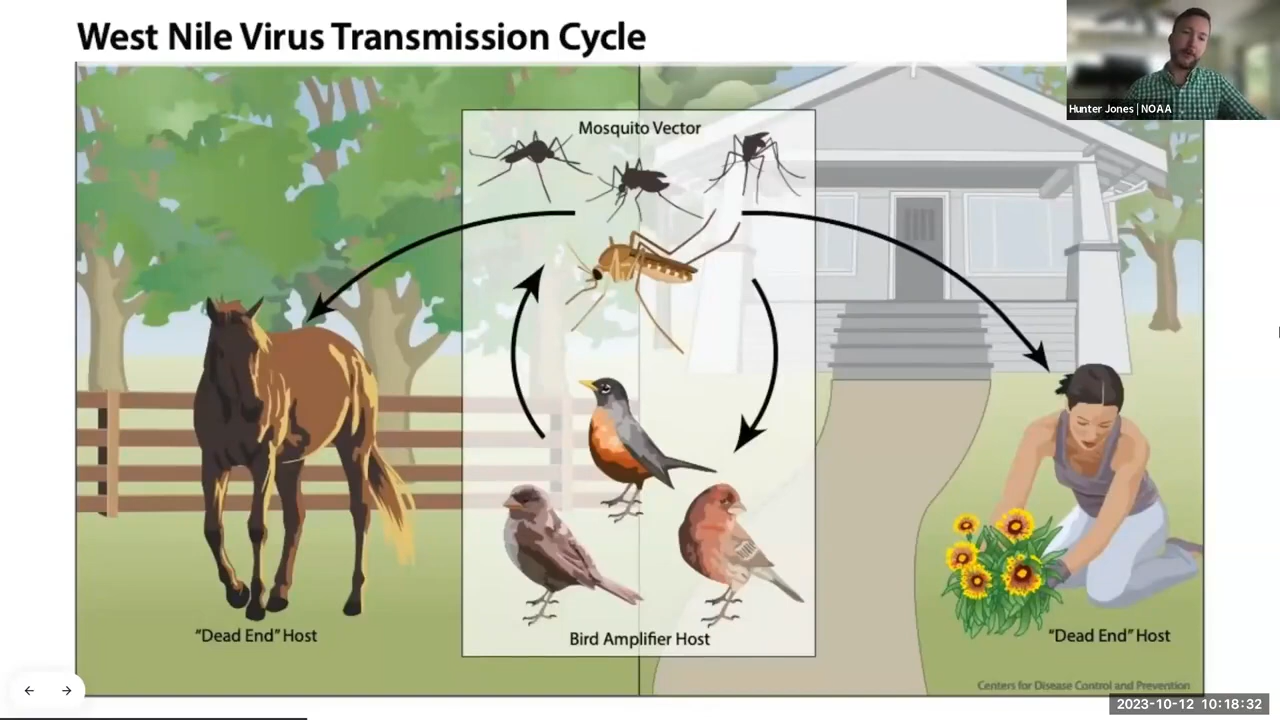 West Nile Virus Transmission Cycle
Hunter Jones | NOAA
Mosquito Vector
"Dead End" Host
Bird Amplifier Host
"Dead End" Host
Centers for Disease Control and Prevention
2023-10-12 10:18:32